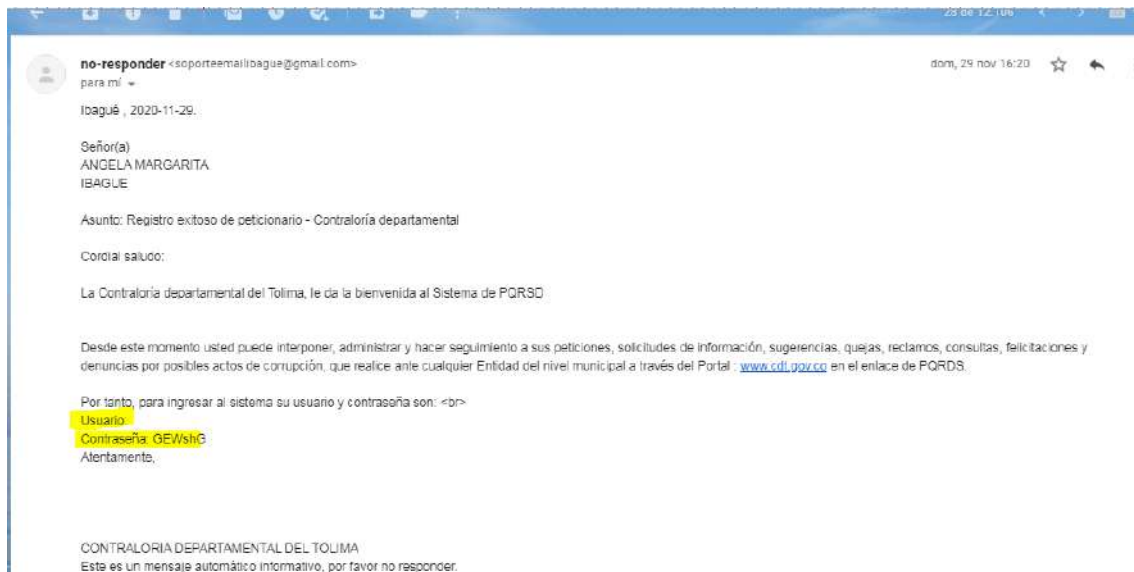 28 de 12.106
no-responder <soporteemailibague@gmail.com>
dom, 29 nov 16:20
para mí
Ibagué , 2020-11-29.
Señor(a)
ANGELA MARGARITA
IBAGUE
Asunto: Registro exitoso de peticionario - Contraloría departamental
Cordial saludo:
La Contraloría departamental del Tolima, le da la bienvenida al Sistema de PQRSD
Desde este momento usted puede interponer, administrar y hacer seguimiento a sus peticiones, solicitudes de información, sugerencias, quejas, reclamos, consultas, felicitaciones y
denuncias por posibles actos de corrupción, que realice ante cualquier Entidad del nivel municipal a través del Portal : www.cdt.gov.co en el enlace de PQRDS.
Por tanto, para ingresar al sistema su usuario y contraseña son: <br>
Usuario:
Contraseña: GEWshG
Atentamente,
CONTRALORIA DEPARTAMENTAL DEL TOLIMA
Este es un mensaje automático informativo, por favor no responder.